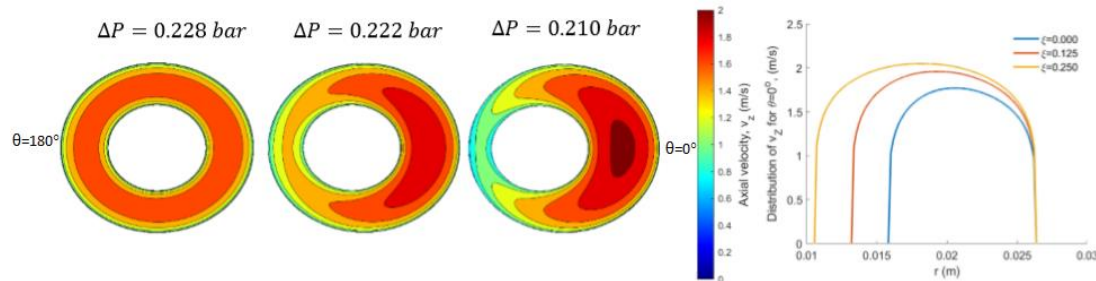 ΔP = 0.228 bar
ΔP = 0.222 bar
ΔP = 0.210 bar
θ=180°
θ=0°
2
1.8
1.6
1.4
1.2
1
0.8
0.6
0.4
0.2
0
Axial velocity, v_z (m/s)
Distribution of v_Z for θ=0°, (m/s)
2.5
2
1.5
1
0.5
0
0.01
0.015
0.02
0.025
0.03
r (m)
ξ=0.000
ξ=0.125
ξ=0.250